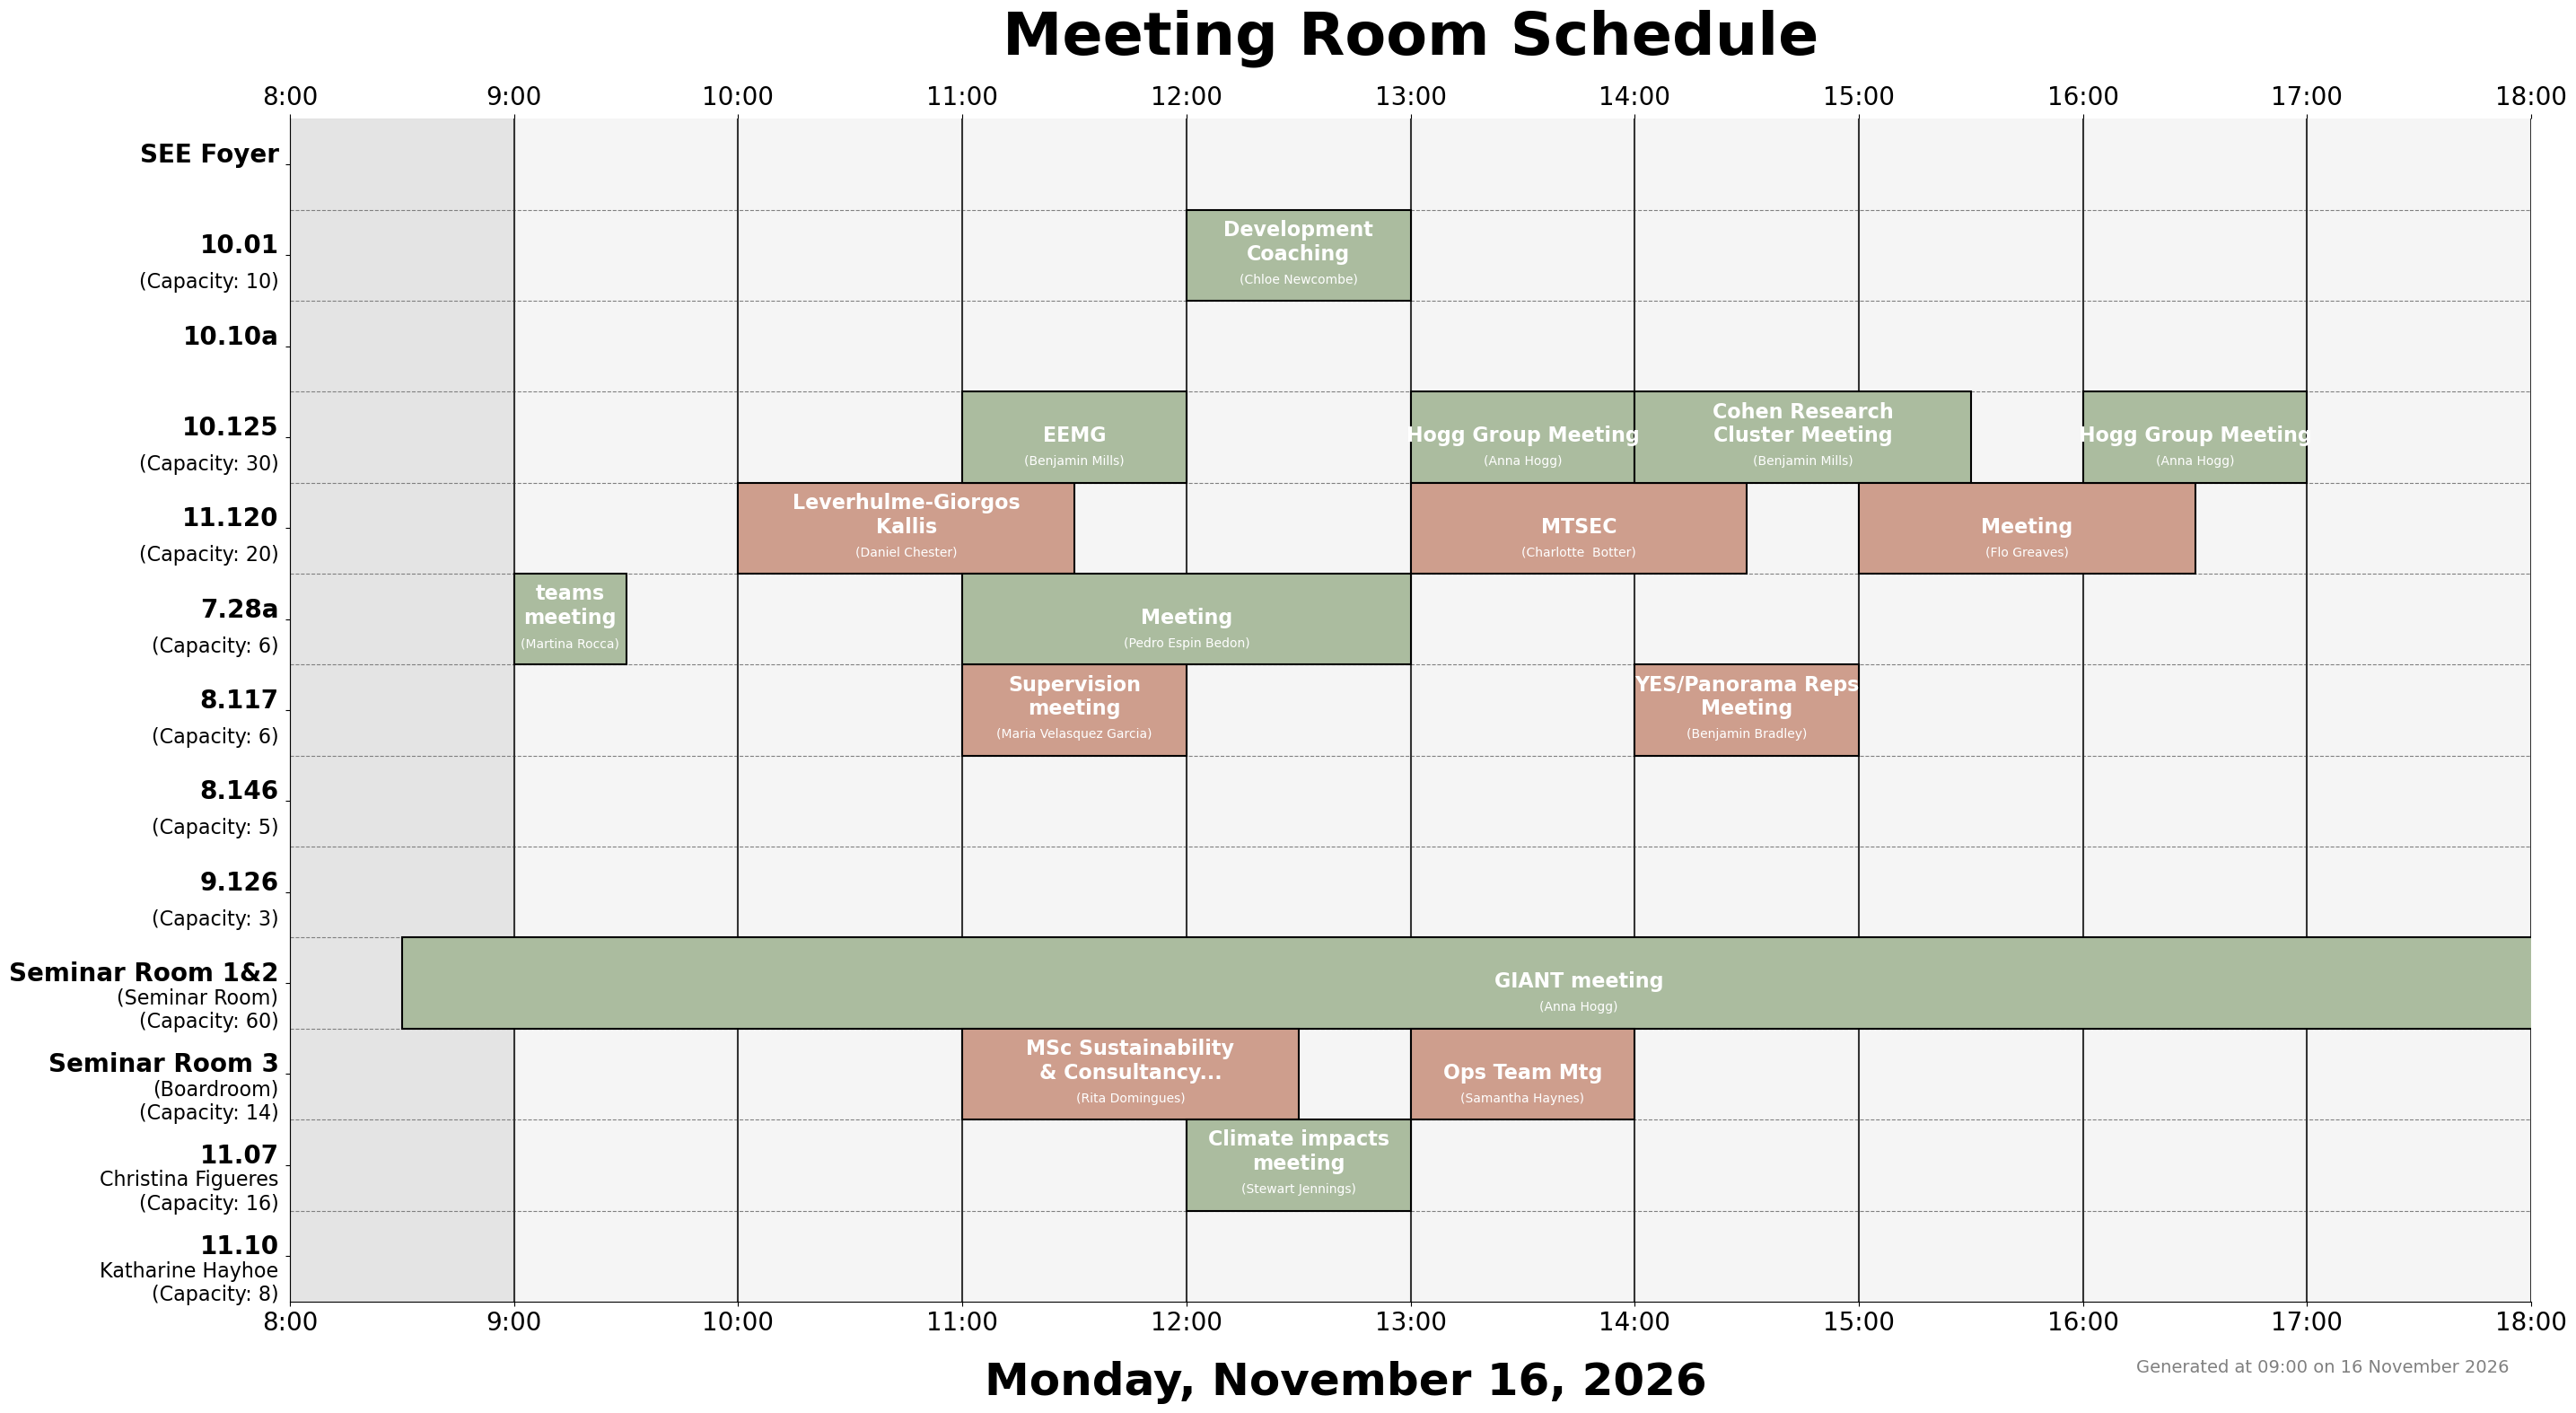 Meeting Room Schedule
8:00 9:00 10:00 11:00 12:00 13:00 14:00 15:00 16:00 17:00 18:00
SEE Foyer
10.01
(Capacity: 10)
Development
Coaching
(Chloe Newcombe)
10.10a
10.125
(Capacity: 30)
EEMG
(Benjamin Mills)
Hogg Group Meeting
(Anna Hogg)
Cohen Research
Cluster Meeting
(Benjamin Mills)
Hogg Group Meeting
(Anna Hogg)
11.120
(Capacity: 20)
Leverhulme-Giorgos
Kallis
(Daniel Chester)
MTSEC
(Charlotte  Botter)
Meeting
(Flo Greaves)
7.28a
(Capacity: 6)
teams
meeting
(Martina Rocca)
Meeting
(Pedro Espin Bedon)
8.117
(Capacity: 6)
Supervision
meeting
(Maria Velasquez Garcia)
YES/Panorama Reps
Meeting
(Benjamin Bradley)
8.146
(Capacity: 5)
9.126
(Capacity: 3)
Seminar Room 1&2
(Seminar Room)
(Capacity: 60)
GIANT meeting
(Anna Hogg)
Seminar Room 3
(Boardroom)
(Capacity: 14)
MSc Sustainability
& Consultancy...
(Rita Domingues)
Ops Team Mtg
(Samantha Haynes)
11.07
Christina Figueres
(Capacity: 16)
Climate impacts
meeting
(Stewart Jennings)
11.10
Katharine Hayhoe
(Capacity: 8)
8:00 9:00 10:00 11:00 12:00 13:00 14:00 15:00 16:00 17:00 18:00
Monday, November 16, 2026
Generated at 09:00 on 16 November 2026